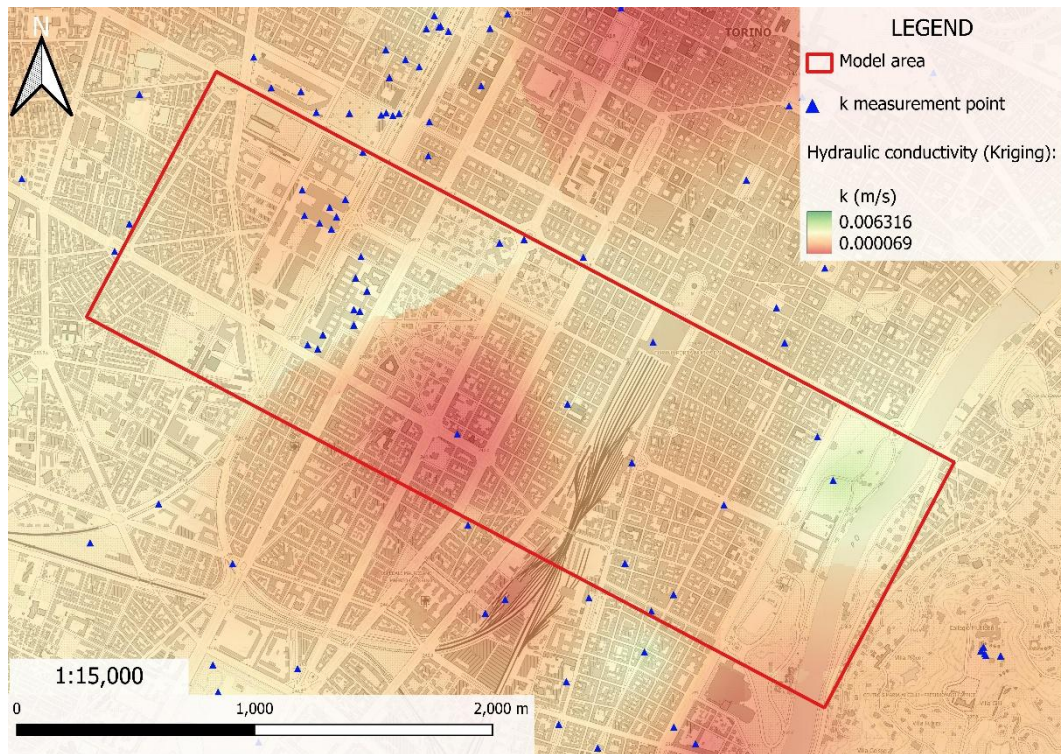 N
TORINO
LEGEND
Model area
k measurement point
Hydraulic conductivity (Kriging):
k (m/s)
0.006316
0.000069
1:15,000
0 1,000 2,000 m